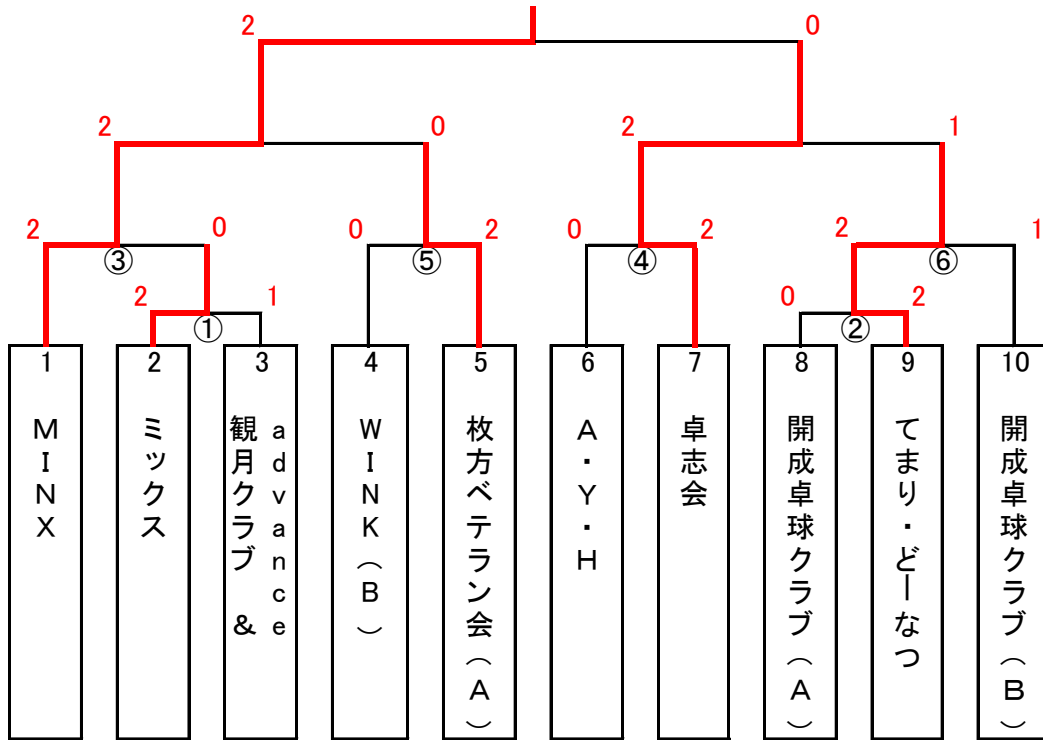 2 0
2 0 2 1
2 0 0 2 0 2 2 1
③ ⑤ ④ ⑥
2 1 0 2
① ②
1 2 3 4 5 6 7 8 9 10
MINX
ミックス
観月クラブ &
advance
WINK(B)
枚方ベテラン会(A)
A・Y・H
卓志会
開成卓球クラブ(A)
てまり・どーなつ
開成卓球クラブ(B)